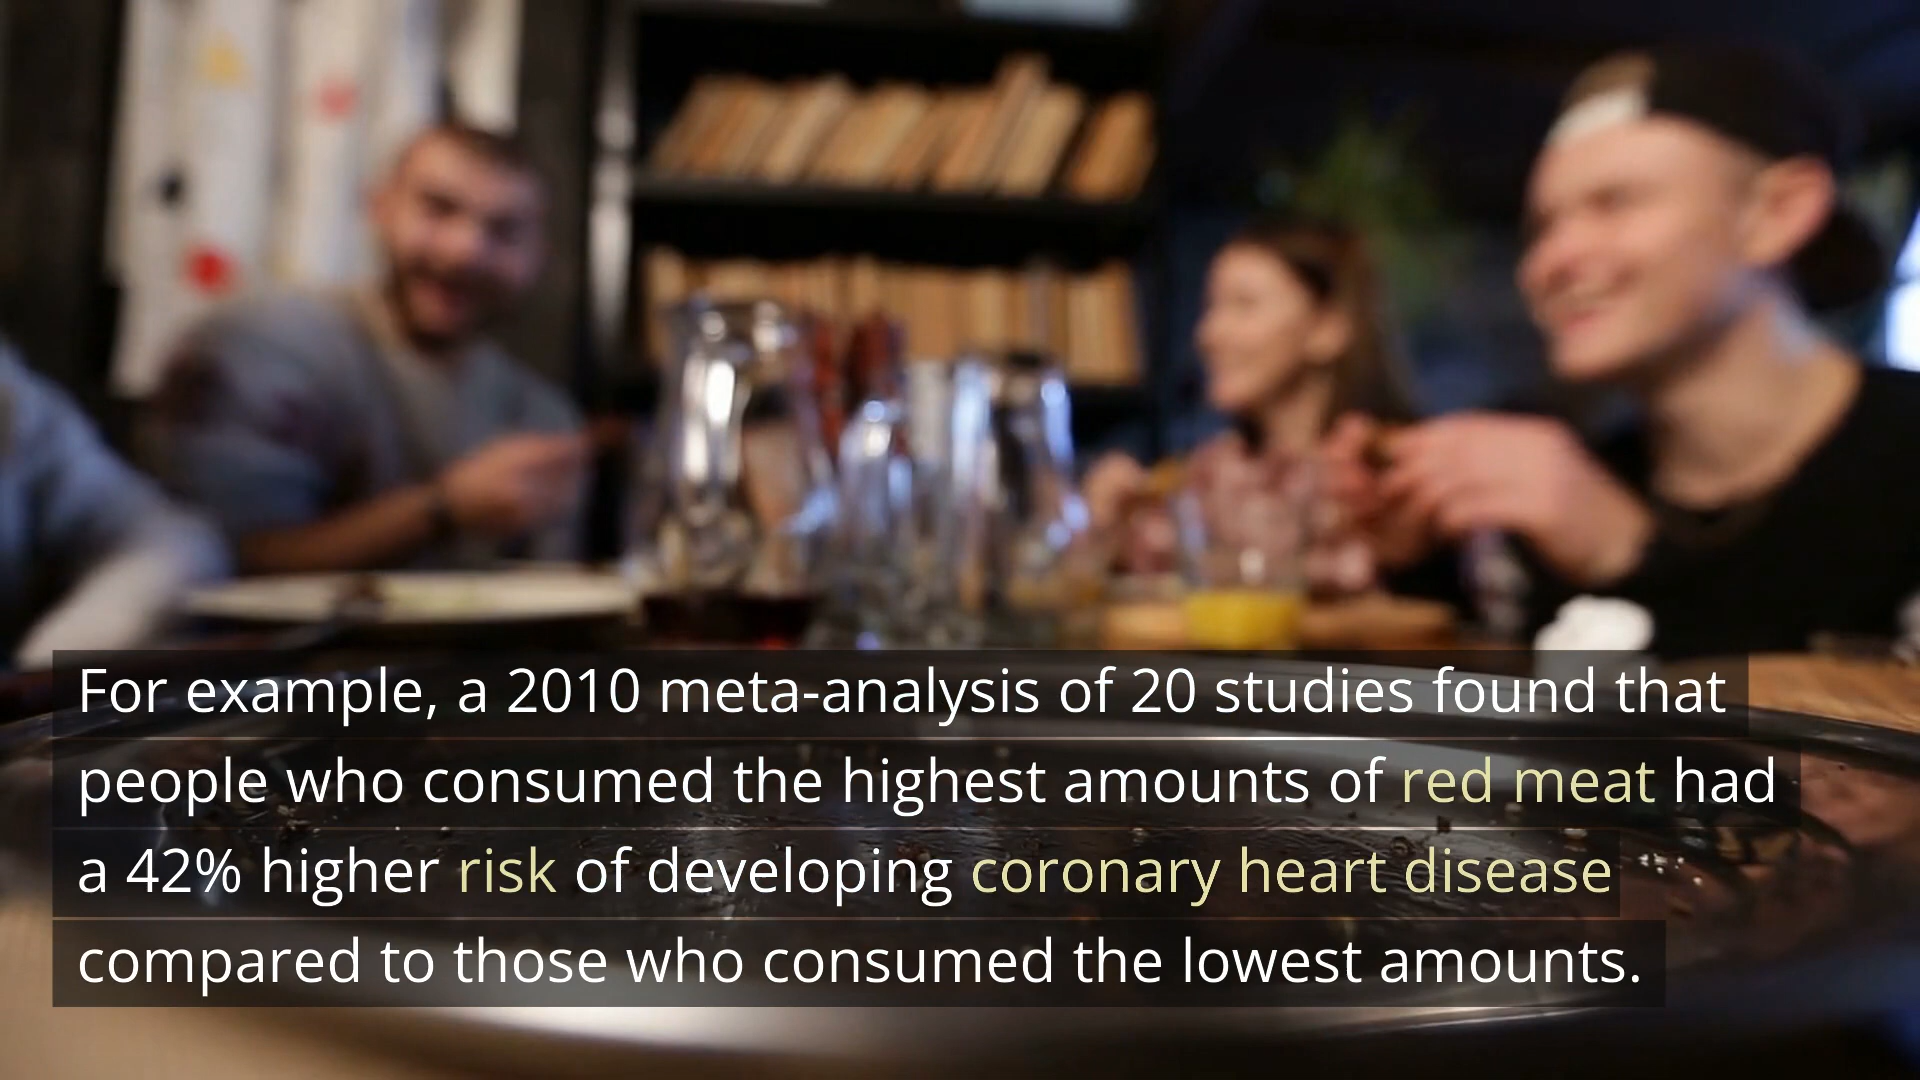 For example, a 2010 meta-analysis of 20 studies found that
people who consumed the highest amounts of red meat had
a 42% higher risk of developing coronary heart disease
compared to those who consumed the lowest amounts.